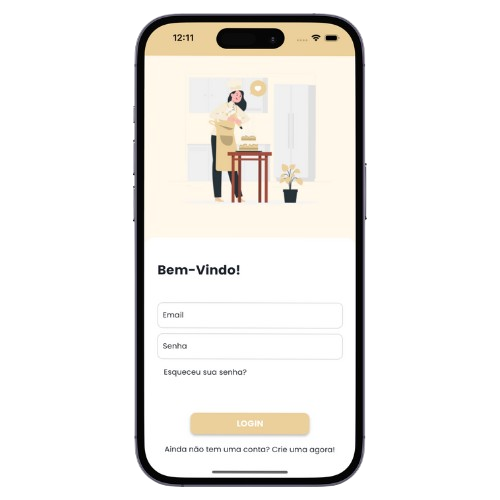 12:11
Bem-Vindo!
Email
Senha
Esqueceu sua senha?
LOGIN
Ainda não tem uma conta? Crie uma agora!